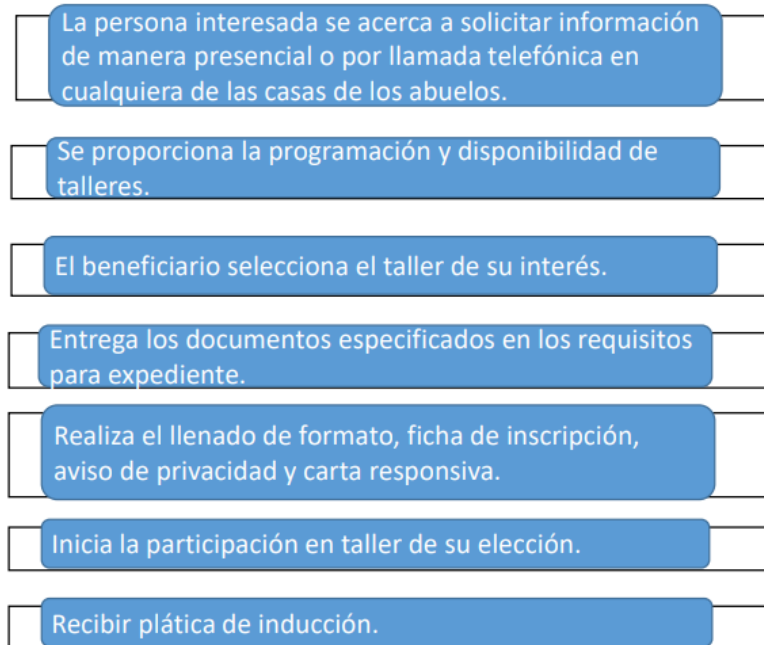 La persona interesada se acerca a solicitar información
de manera presencial o por llamada telefónica en
cualquiera de las casas de los abuelos.
Se proporciona la programación y disponibilidad de
talleres.
El beneficiario selecciona el taller de su interés.
Entrega los documentos especificados en los requisitos
para expediente.
Realiza el llenado de formato, ficha de inscripción,
aviso de privacidad y carta responsiva.
Inicia la participación en taller de su elección.
Recibir plática de inducción.